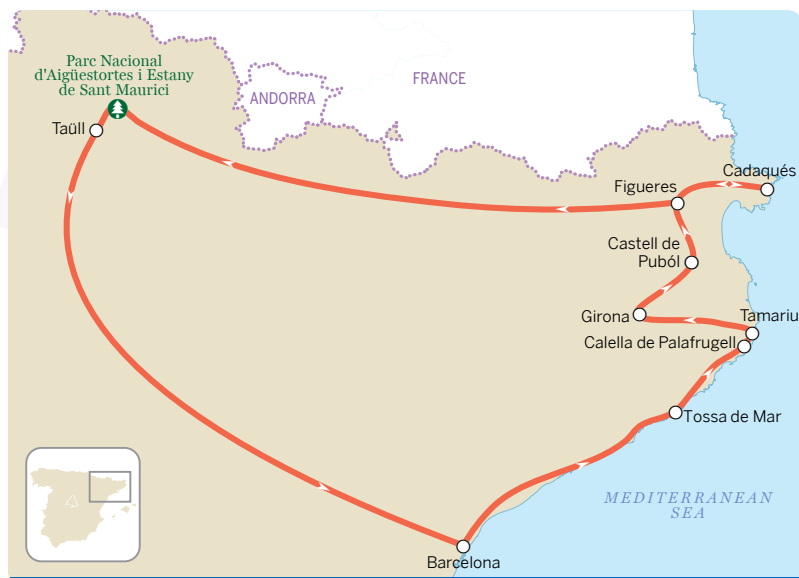 Parc Nacional
d'Aigüestortes i Estany
de Sant Maurici
FRANCE
ANDORRA
Taüll
Cadaqués
Figueres
Castell de
Puból
Girona
Tamariu
Calella de Palafrugell
Tossa de Mar
MEDITERRANEAN
SEA
Barcelona